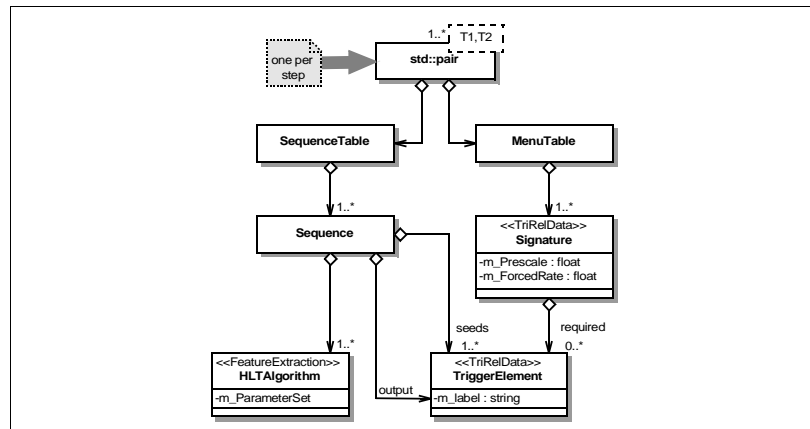 1..*
T1,T2
one per
step
std::pair
SequenceTable
MenuTable
1..*
1..*
Sequence
<<TriRelData>>
Signature
-m_Prescale : float
-m_ForcedRate : float
seeds
required
1..*
1..*
0..*
<<FeatureExtraction>>
HLTAlgorithm
-m_ParameterSet
output
<<TriRelData>>
TriggerElement
-m_label : string